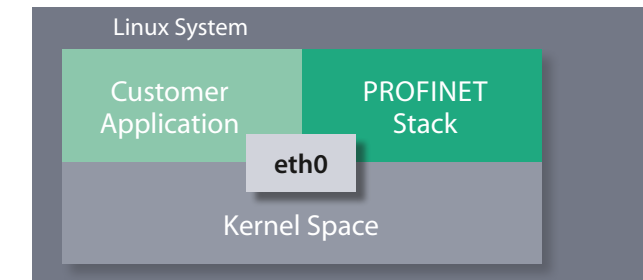 Linux System
Customer
Application
PROFINET
Stack
eth0
Kernel Space